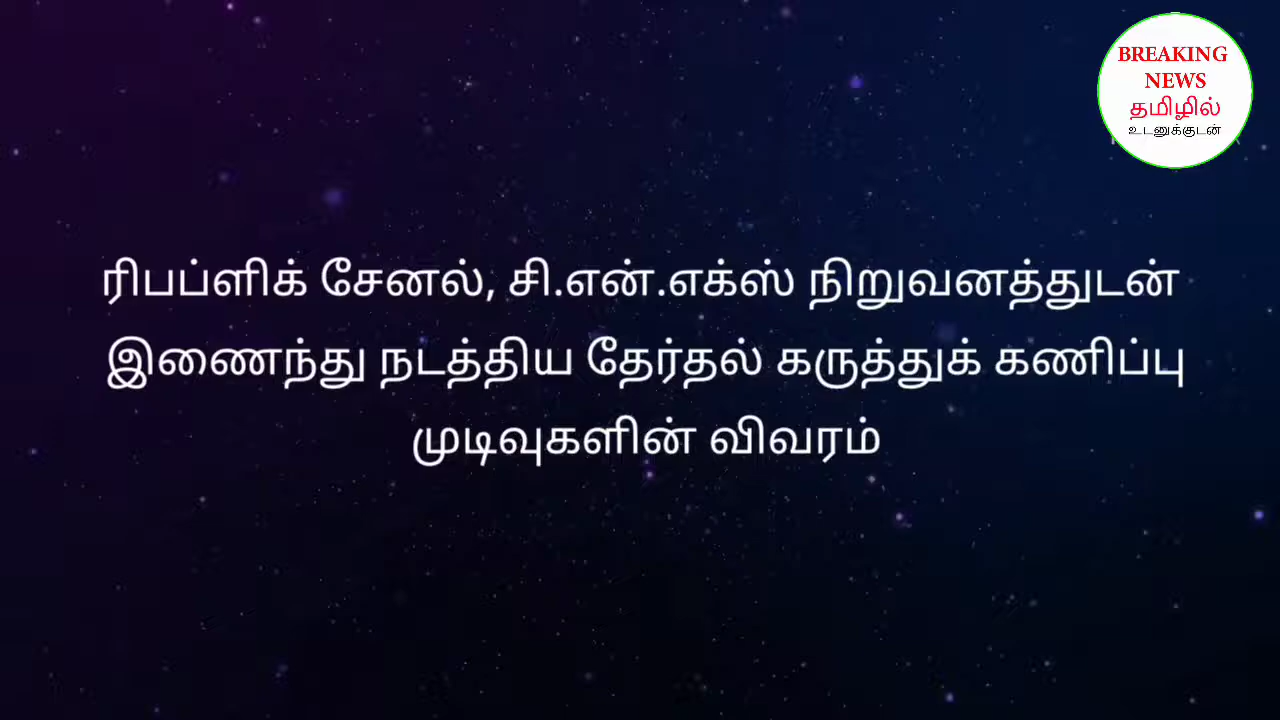 BREAKING
NEWS
தமிழில்
உடனுக்குடன்
ரிபப்ளிக் சேனல், சி.என்.எக்ஸ் நிறுவனத்துடன்
இணைந்து நடத்திய தேர்தல் கருத்துக் கணிப்பு
முடிவுகளின் விவரம்